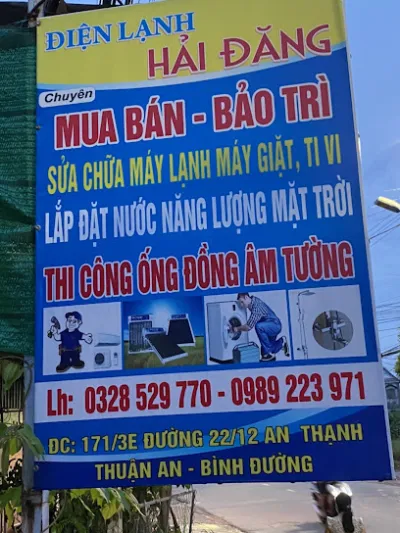 ĐIỆN LẠNH
HẢI ĐĂNG
Chuyên
MUA BÁN - BẢO TRÌ
SỬA CHỮA MÁY LẠNH MÁY GIẶT, TI VI
LẮP ĐẶT NƯỚC NĂNG LƯỢNG MẶT TRỜI
THI CÔNG ỐNG ĐỒNG ÂM TƯỜNG
Lh: 0328 529 770 - 0989 223 971
ĐC: 171/3E ĐƯỜNG 22/12 AN THẠNH
THUẬN AN - BÌNH ĐƯỜNG